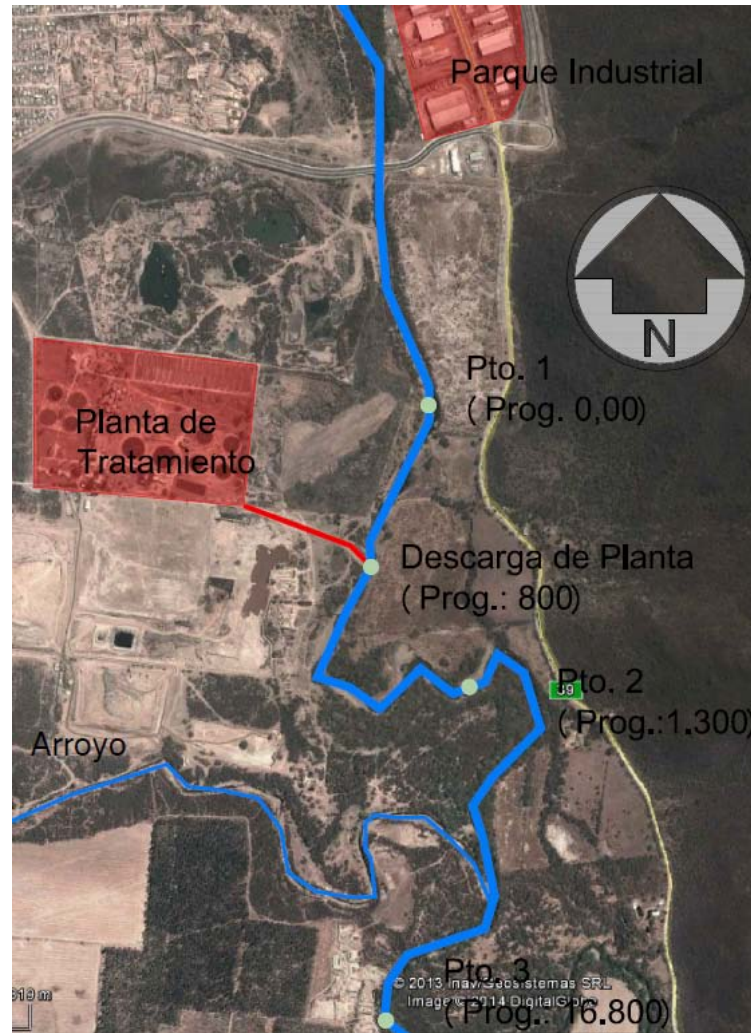 Parque Industrial
N
Pto. 1
( Prog. 0,00)
Planta de
Tratamiento
Descarga de Planta
( Prog.: 800)
Pto. 2
( Prog.:1.300)
Arroyo
Pto. 3
( Prog.: 16.800)
© 2013 Inav/Geosistemas SRL
Image © 2014 DigitalGlobe